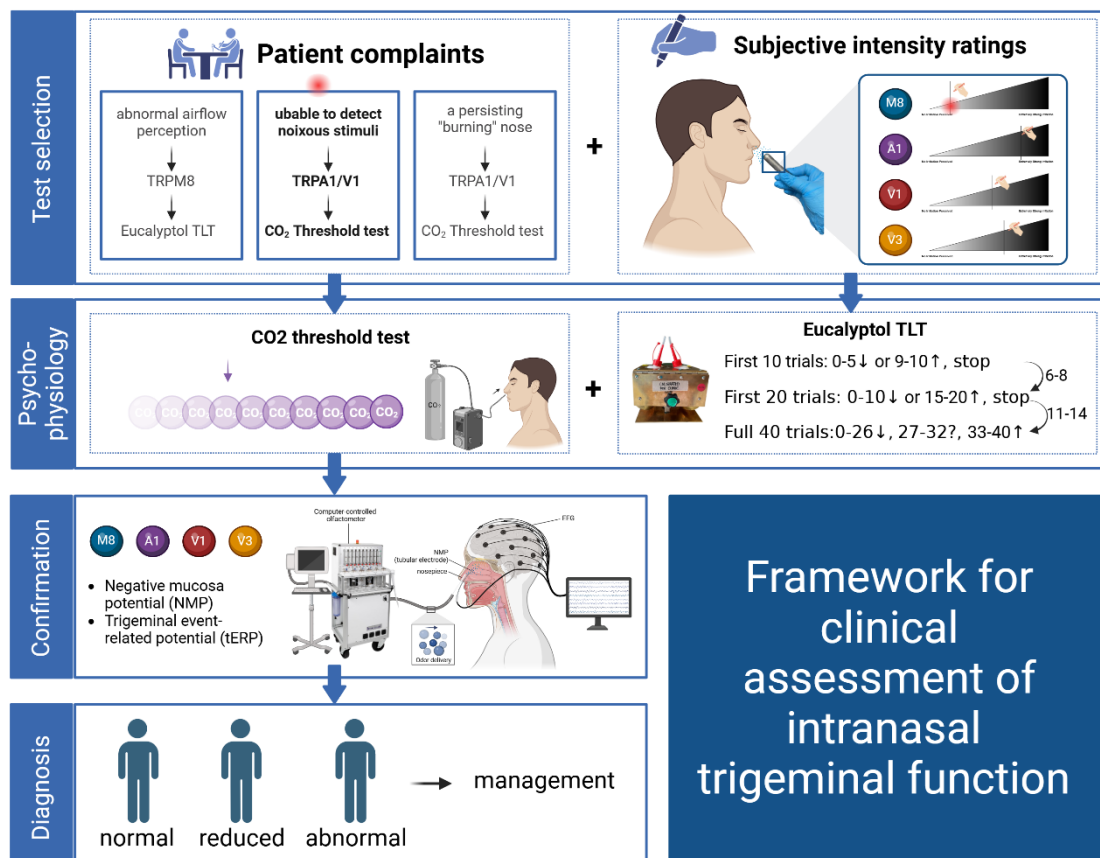 Test selection
Patient complaints
abnormal airflow
perception
TRPM8
Eucalyptol TLT
ubable to detect
noixous stimuli
TRPA1/V1
CO₂ Threshold test
a persisting
"burning" nose
TRPA1/V1
CO₂ Threshold test
+
Subjective intensity ratings
M8
A1
V1
V3
Psycho-
physiology
CO2 threshold test
CO₂ CO₂ CO₂ CO₂ CO₂ CO₂ CO₂ CO₂ CO₂ CO₂
CO₂
+
Eucalyptol TLT
First 10 trials: 0-5↓ or 9-10↑, stop
6-8
First 20 trials: 0-10↓ or 15-20↑, stop
11-14
Full 40 trials:0-26↓, 27-32?, 33-40↑
Confirmation
M8 A1 V1 V3
• Negative mucosa
potential (NMP)
• Trigeminal event-
related potential (tERP)
Computer controlled
olfactomotor
Odor delivery
NMP
(tubular electrode)
nosepiece
FFG
Diagnosis
normal
reduced
abnormal
management
Framework for
clinical
assessment of
intranasal
trigeminal function